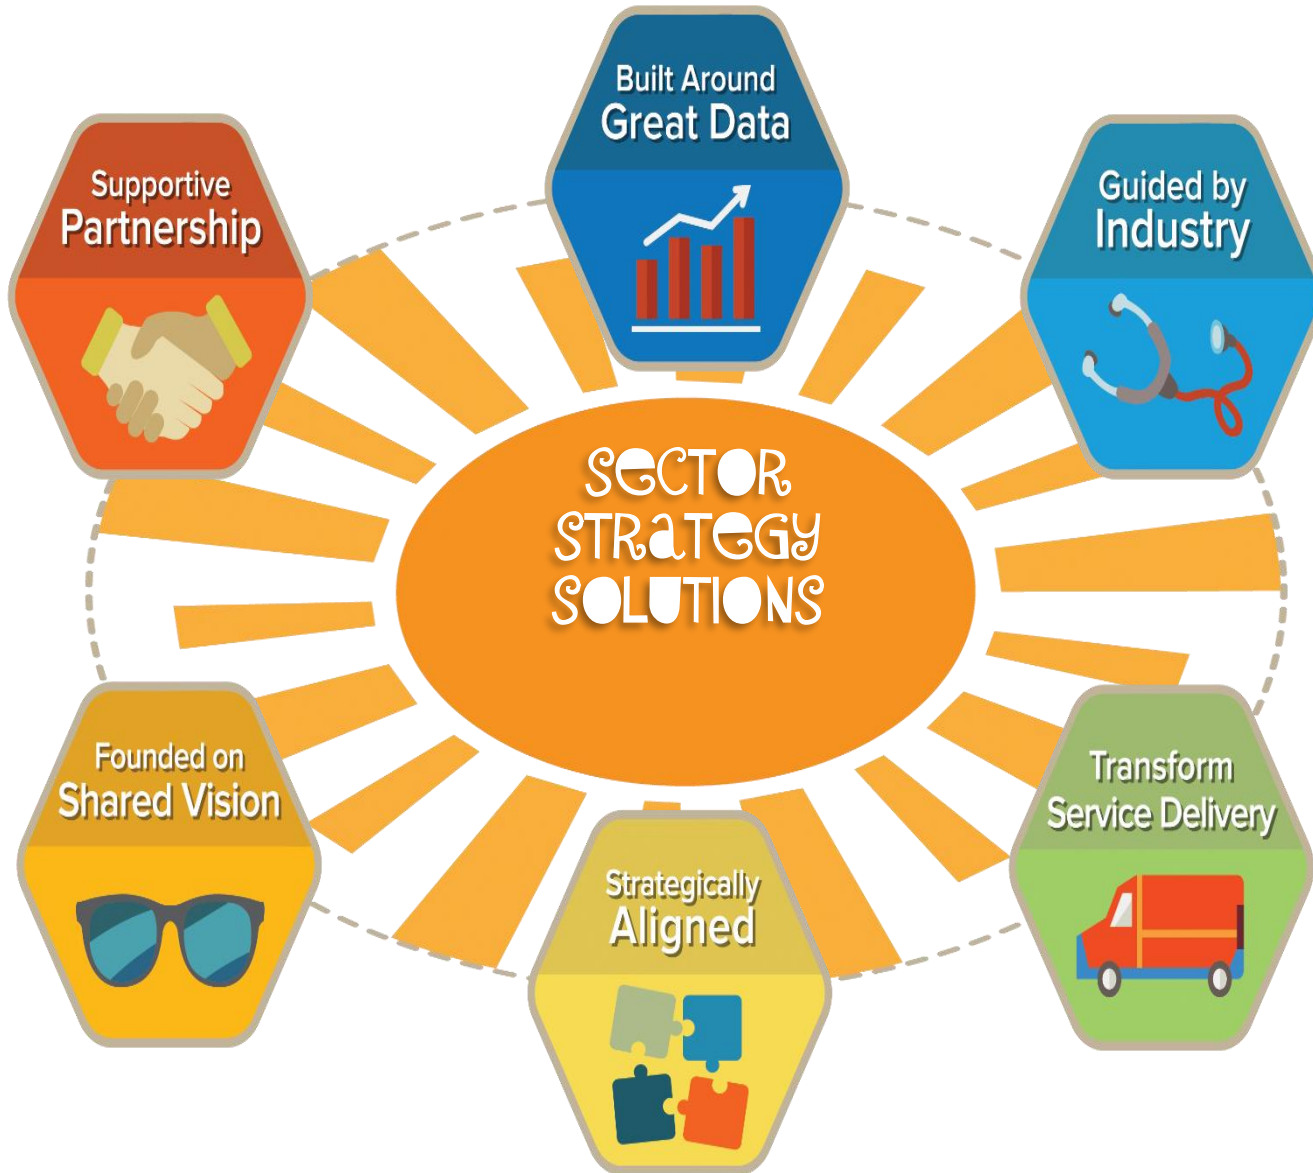 Built Around
Great Data
Supportive
Partnership
Guided by
Industry
SECTOR
STRATEGY
SOLUTIONS
Founded on
Shared Vision
Transform
Service Delivery
Strategically
Aligned